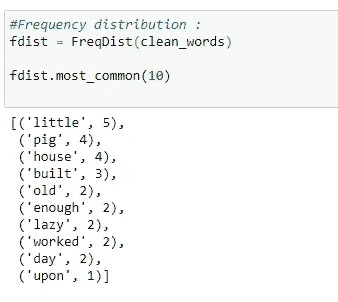 #Frequency distribution :
fdist = FreqDist(clean_words)
fdist.most_common(10)
[('little', 5),
('pig', 4),
('house', 4),
('built', 3),
('old', 2),
('enough', 2),
('lazy', 2),
('worked', 2),
('day', 2),
('upon', 1)]